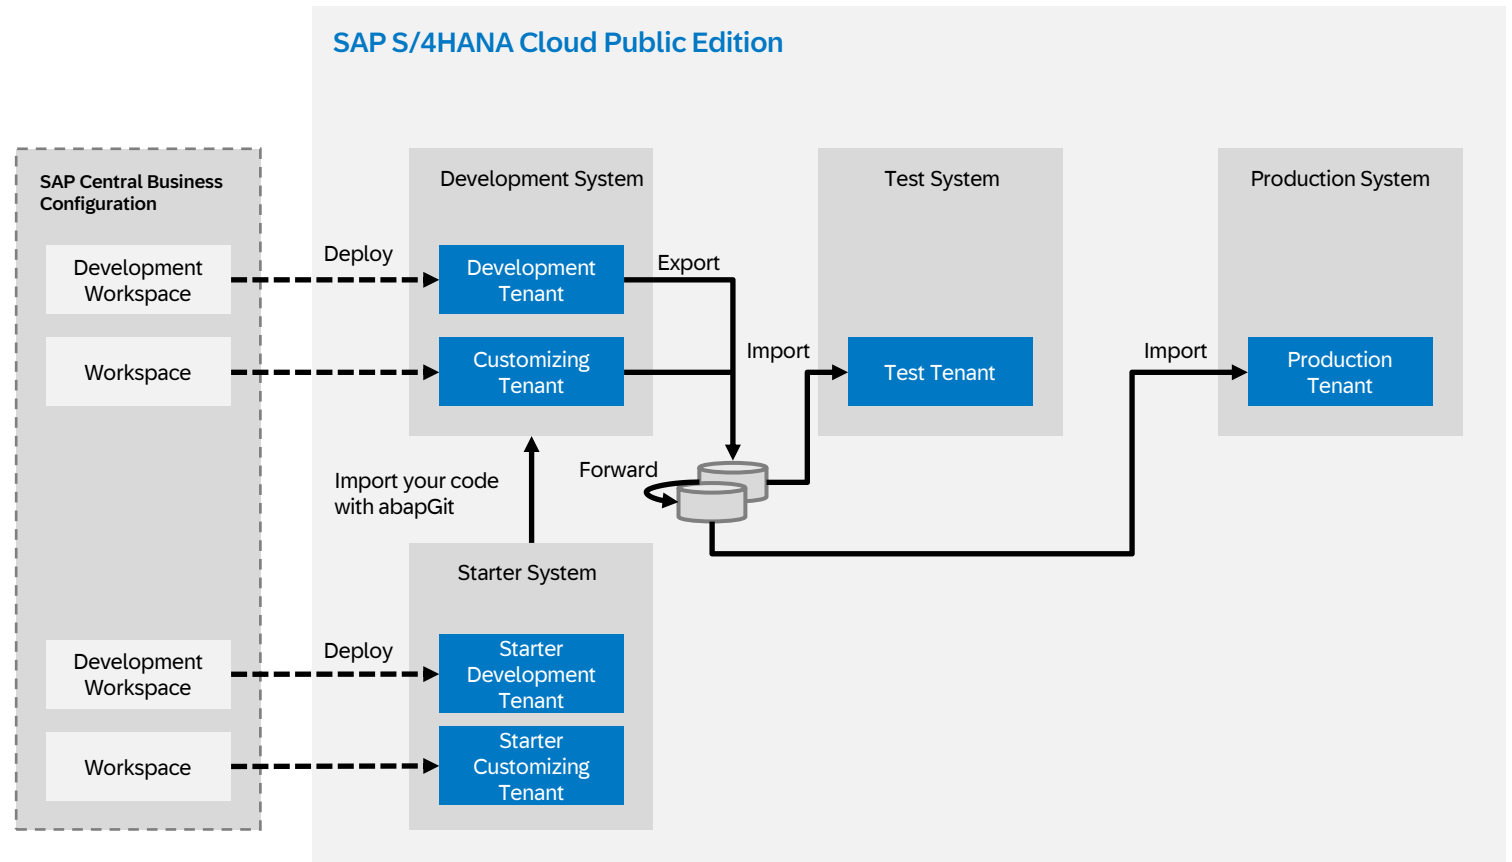 SAP S/4HANA Cloud Public Edition
SAP Central Business
Configuration
Development System
Test System
Production System
Development
Workspace
Deploy
Development
Tenant
Export
Workspace
Customizing
Tenant
Import
Test Tenant
Import
Production
Tenant
Import your code
with abapGit
Forward
Starter System
Development
Workspace
Deploy
Starter
Development
Tenant
Workspace
Starter
Customizing
Tenant